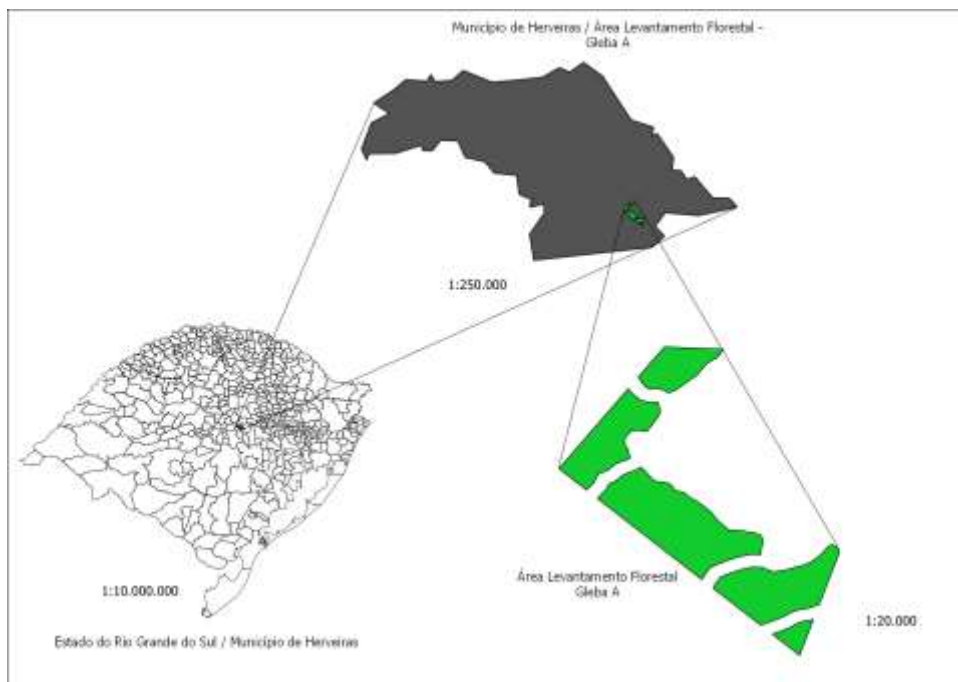 Município de Herveiras / Área Levantamento Florestal -
Gleba A
1:250.000
Área Levantamento Florestal
Gleba A
1:10.000.000
1:20.000
Estado do Rio Grande do Sul / Município de Herveiras